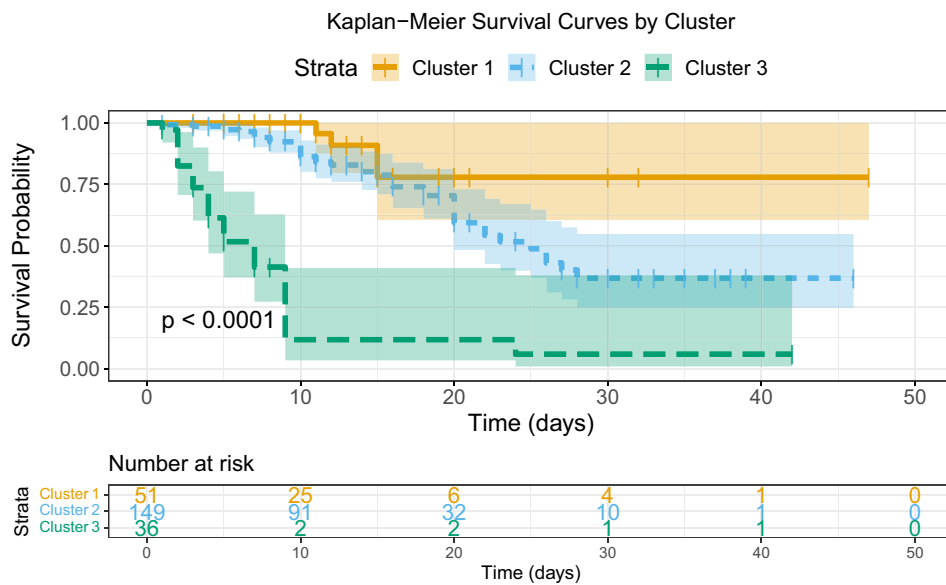 Kaplan−Meier Survival Curves by Cluster
Strata Cluster 1 Cluster 2 Cluster 3
Survival Probability
1.00
0.75
0.50
0.25
0.00
p < 0.0001
0 10 20 30 40 50
Time (days)
Number at risk
Strata
Cluster 1 51 25 6 4 1 0
Cluster 2 149 91 32 10 1 0
Cluster 3 36 2 2 1 1 0
0 10 20 30 40 50
Time (days)